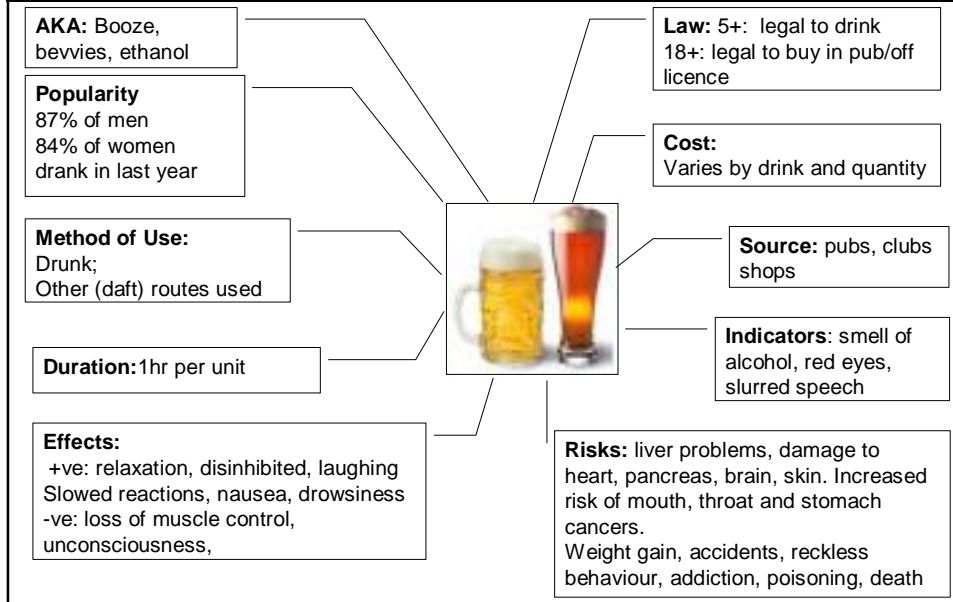 AKA: Booze,
bevvies, ethanol
Popularity
87% of men
84% of women
drank in last year
Method of Use:
Drunk;
Other (daft) routes used
Duration:1hr per unit
Effects:
+ve: relaxation, disinhibited, laughing
Slowed reactions, nausea, drowsiness
-ve: loss of muscle control,
unconsciousness,
Law: 5+: legal to drink
18+: legal to buy in pub/off
licence
Cost:
Varies by drink and quantity
Source: pubs, clubs
shops
Indicators: smell of
alcohol, red eyes,
slurred speech
Risks: liver problems, damage to
heart, pancreas, brain, skin. Increased
risk of mouth, throat and stomach
cancers.
Weight gain, accidents, reckless
behaviour, addiction, poisoning, death